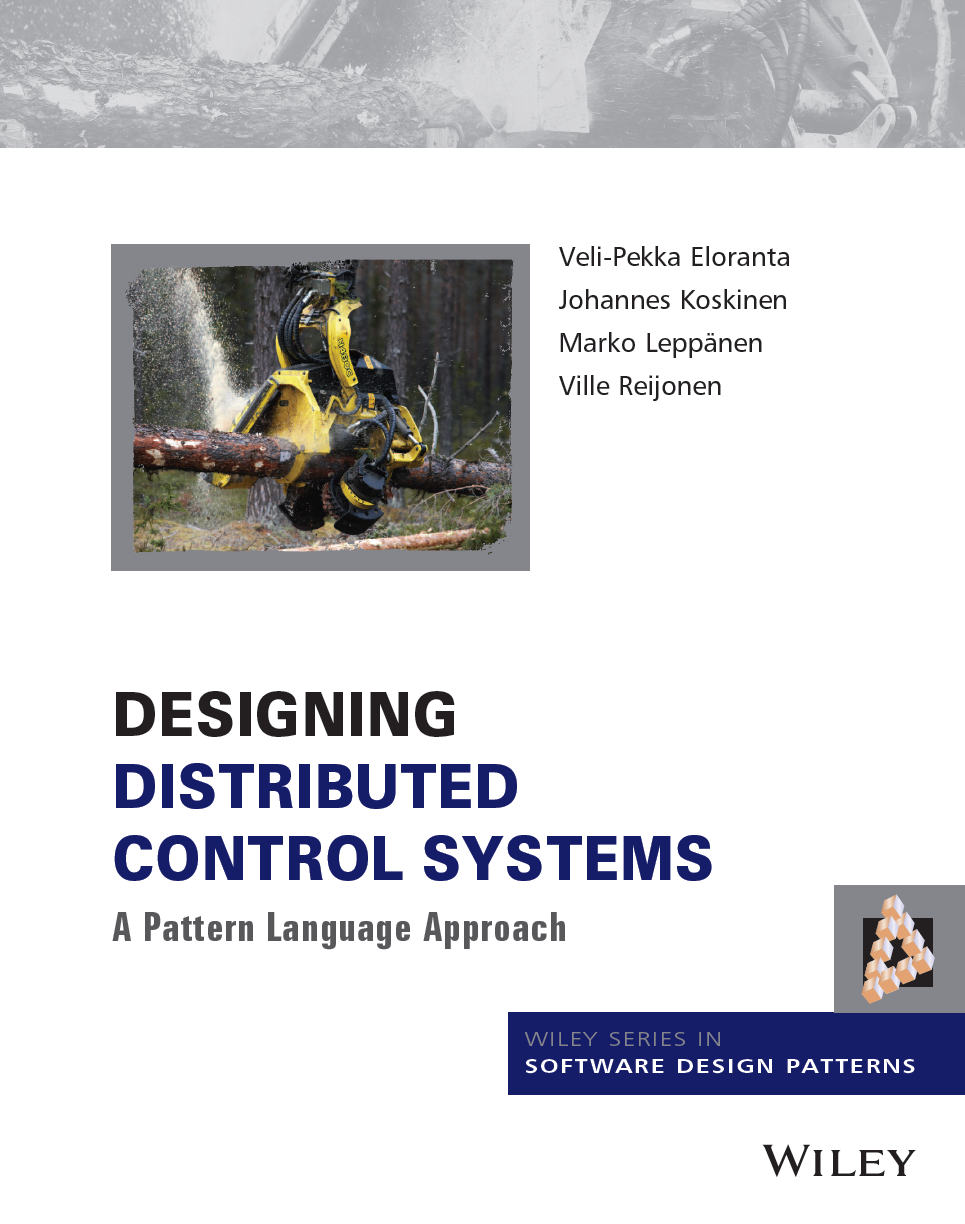 Veli-Pekka Eloranta
Johannes Koskinen
Marko Leppänen
Ville Reijonen
DESIGNING
DISTRIBUTED
CONTROL SYSTEMS
A Pattern Language Approach
WILEY SERIES IN
SOFTWARE DESIGN PATTERNS
WILEY